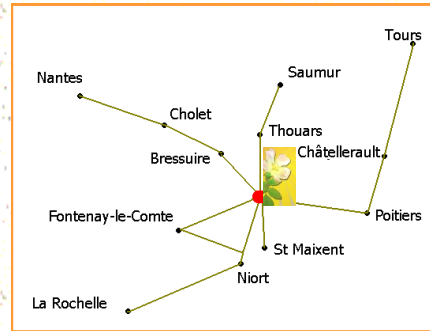 Tours
Nantes
Saumur
Cholet
Thouars
Bressuire
Châtellerault
Fontenay-le-Comte
Poitiers
St Maixent
Niort
La Rochelle